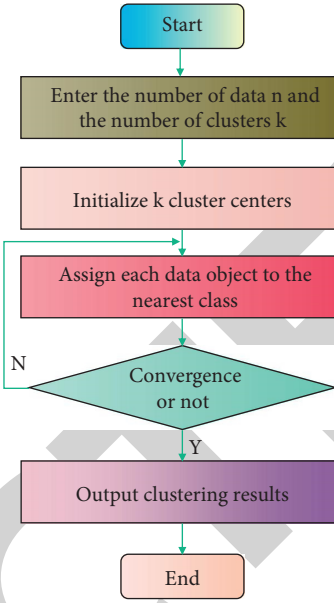 Start
Enter the number of data n and
the number of clusters k
Initialize k cluster centers
Assign each data object to the
nearest class
N
Convergence
or not
Y
Output clustering results
End